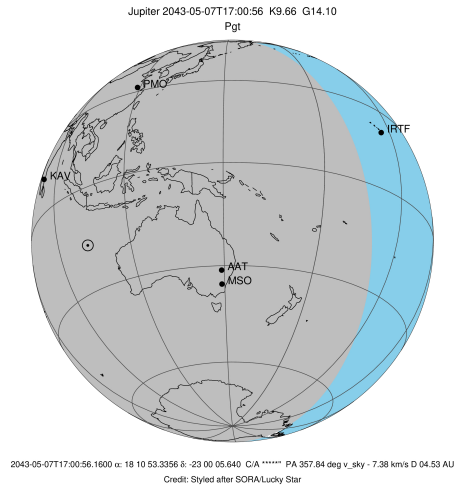 Jupiter 2043-05-07T17:00:56 K9.66 G14.10
Pgt
PMO
IRTF
KAV
AAT
MSO
2043-05-07T17:00:56.1600 α: 18 10 53.3356 δ: -23 00 05.640 C/A *****" PA 357.84 deg v_sky - 7.38 km/s D 04.53 AU
Credit: Styled after SORA/Lucky Star